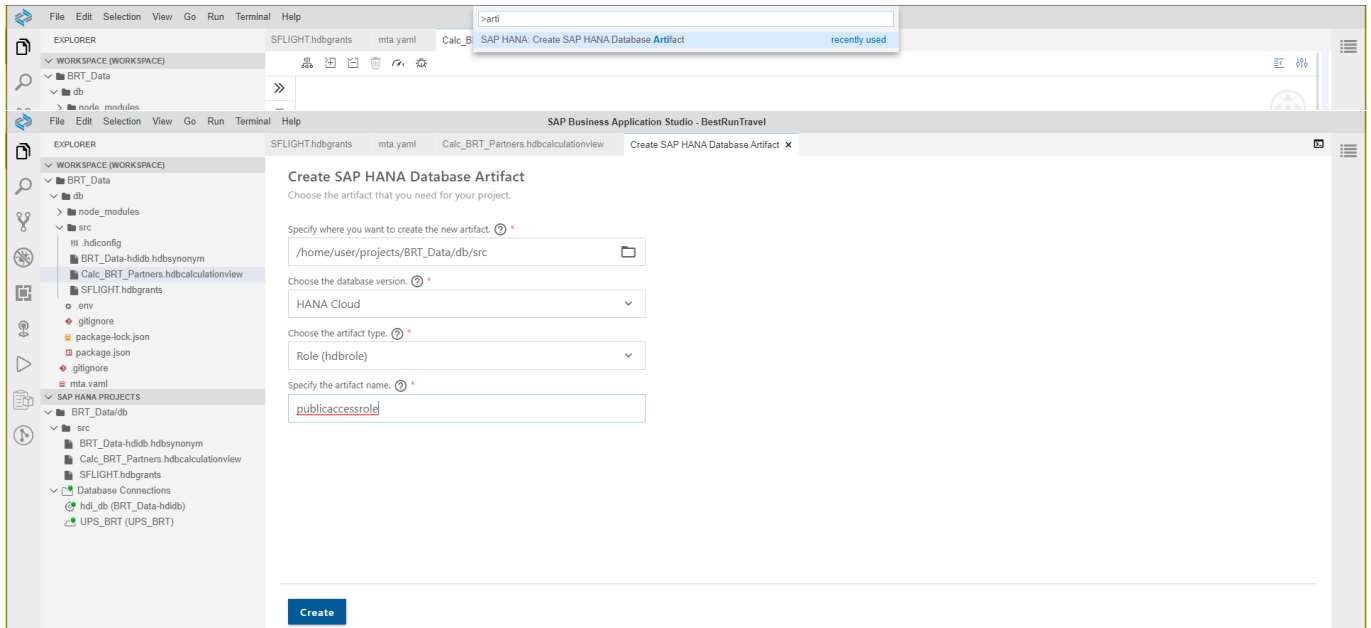 File Edit Selection View Go Run Terminal Help
>arti
SAP HANA: Create SAP HANA Database Artifact recently used
EXPLORER
SFLIGHT.hdbgrants mta.yaml Calc_B
WORKSPACE (WORKSPACE)
BRT_Data
db
node_modules
File Edit Selection View Go Run Terminal Help
SAP Business Application Studio - BestRunTravel
EXPLORER
SFLIGHT.hdbgrants mta.yaml Calc_BRT_Partners.hdbcalculationview Create SAP HANA Database Artifact
WORKSPACE (WORKSPACE)
BRT_Data
db
node_modules
src
.hdiconfig
BRT_Data-hdidb.hdbsynonym
Calc_BRT_Partners.hdbcalculationview
SFLIGHT.hdbgrants
.env
.gitignore
package-lock.json
package.json
.gitignore
mta.yaml
SAP HANA PROJECTS
BRT_Data/db
src
BRT_Data-hdidb.hdbsynonym
Calc_BRT_Partners.hdbcalculationview
SFLIGHT.hdbgrants
Database Connections
hdi_db (BRT_Data-hdidb)
UPS_BRT (UPS_BRT)
Create SAP HANA Database Artifact
Choose the artifact that you need for your project.
Specify where you want to create the new artifact. *
/home/user/projects/BRT_Data/db/src
Choose the database version. *
HANA Cloud
Choose the artifact type. *
Role (hdbrole)
Specify the artifact name. *
publicaccessrole
Create